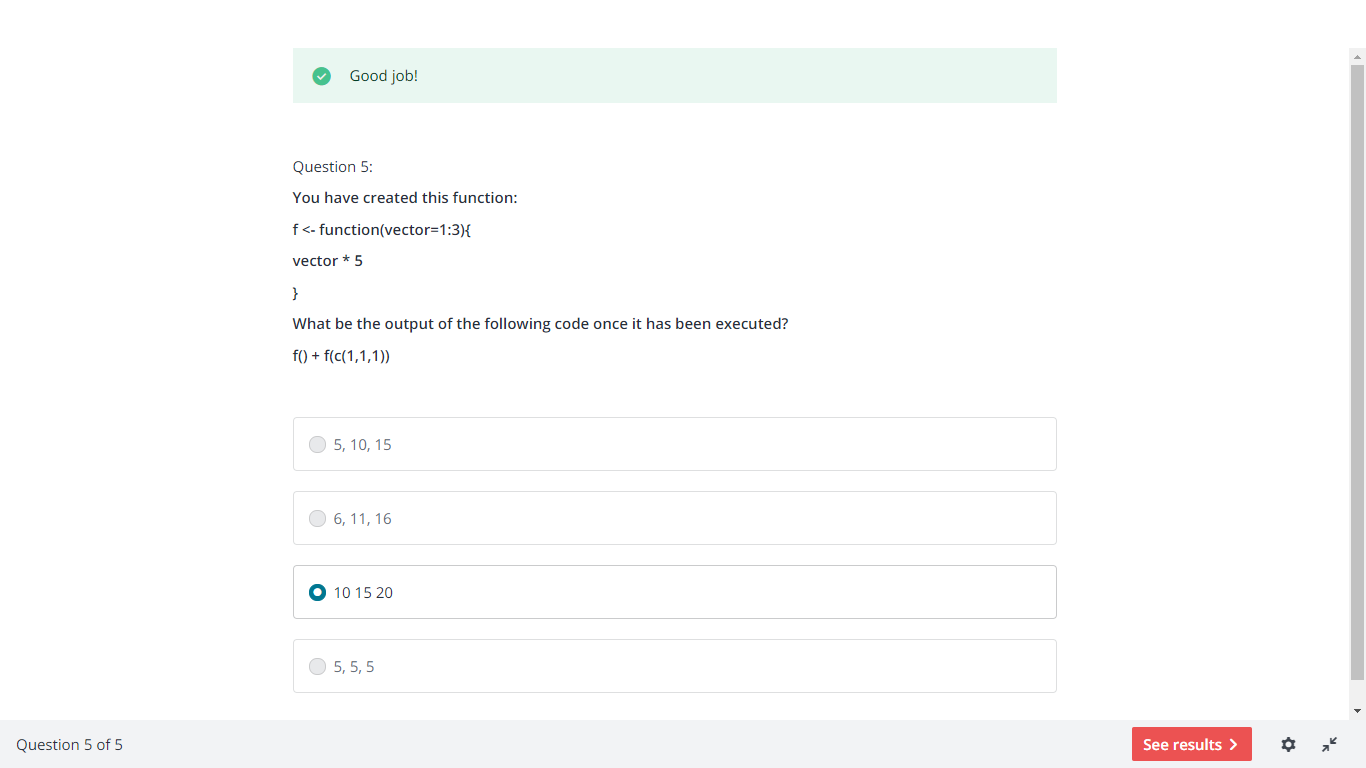 Good job!
Question 5:
You have created this function:
f <- function(vector=1:3){
vector * 5
}
What be the output of the following code once it has been executed?
f() + f(c(1,1,1))
5, 10, 15
6, 11, 16
10 15 20
5, 5, 5
Question 5 of 5
See results